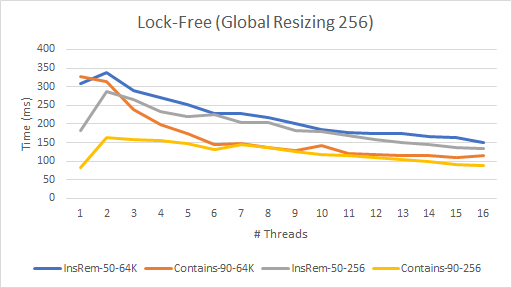 Lock-Free (Global Resizing 256)
400
350
300
250
200
150
100
50
0
Time (ms)
1 2 3 4 5 6 7 8 9 10 11 12 13 14 15 16
# Threads
InsRem-50-64K Contains-90-64K InsRem-50-256 Contains-90-256